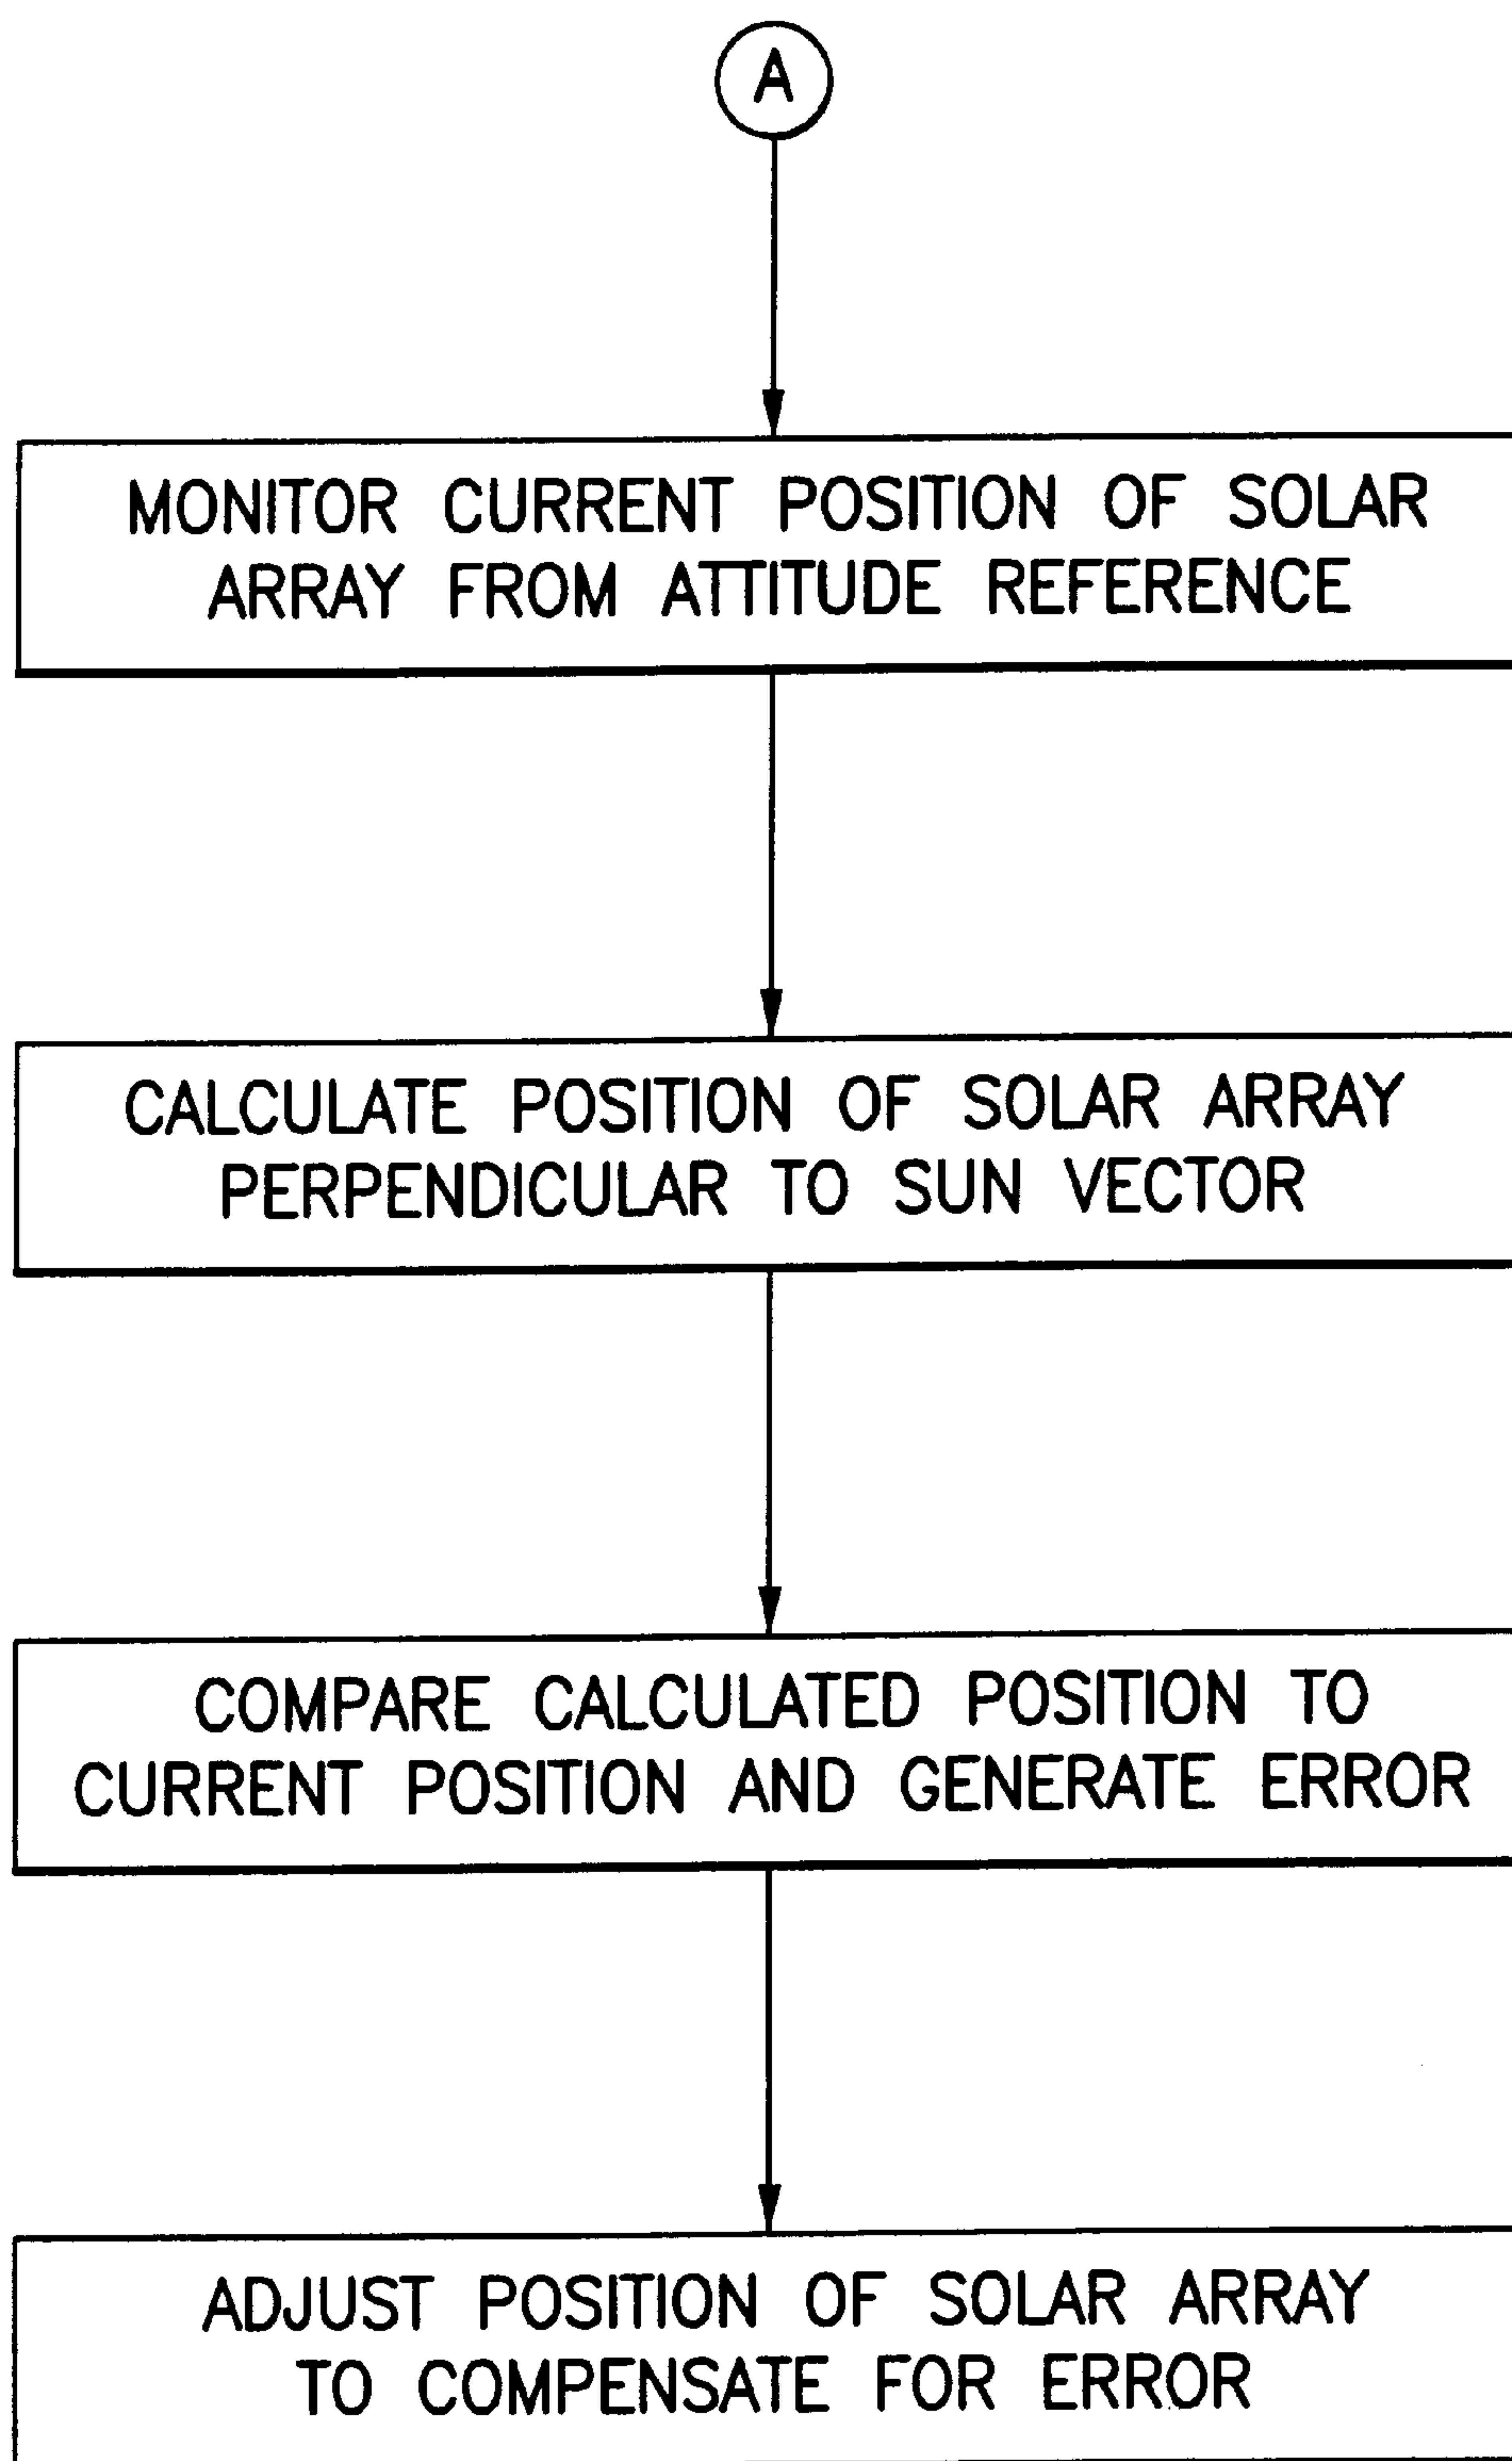 A
MONITOR CURRENT POSITION OF SOLAR
ARRAY FROM ATTITUDE REFERENCE
CALCULATE POSITION OF SOLAR ARRAY
PERPENDICULAR TO SUN VECTOR
COMPARE CALCULATED POSITION TO
CURRENT POSITION AND GENERATE ERROR
ADJUST POSITION OF SOLAR ARRAY
TO COMPENSATE FOR ERROR